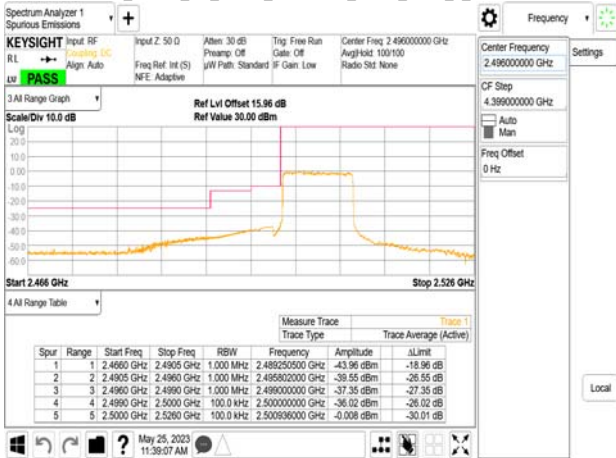 Spectrum Analyzer 1
Spurious Emissions
Frequency
KEYSIGHT
RL
LV PASS
Input: RF
Coupling: DC
Align: Auto
Input Z: 50 Ω
Freq Ref: Int (S)
NFE: Adaptive
Atten: 30 dB
Preamp: Off
µW Path: Standard
Trig: Free Run
Gate: Off
IF Gain: Low
Center Freq: 2.496000000 GHz
Avg|Hold: 100/100
Radio Std: None
Center Frequency
2.496000000 GHz
Settings
CF Step
4.399000000 GHz
Auto
Man
Freq Offset
0 Hz
Local
3 All Range Graph
Scale/Div 10.0 dB
Ref Lvl Offset 15.96 dB
Ref Value 30.00 dBm
Log
20.0
10.0
0.00
-10.0
-20.0
-30.0
-40.0
-50.0
-60.0
Start 2.466 GHz
Stop 2.526 GHz
4 All Range Table
Measure Trace Trace 1
Trace Type Trace Average (Active)
Spur Range Start Freq Stop Freq RBW Frequency Amplitude ΔLimit
1 1 2.4660 GHz 2.4905 GHz 1.000 MHz 2.489250500 GHz -43.96 dBm -18.96 dB
2 2 2.4905 GHz 2.4960 GHz 1.000 MHz 2.495802000 GHz -39.55 dBm -26.55 dB
3 3 2.4960 GHz 2.4990 GHz 1.000 MHz 2.499000000 GHz -37.35 dBm -27.35 dB
4 4 2.4990 GHz 2.5000 GHz 100.0 kHz 2.500000000 GHz -36.02 dBm -26.02 dB
5 5 2.5000 GHz 2.5260 GHz 100.0 kHz 2.500936000 GHz -0.008 dBm -30.01 dB
?
May 25, 2023
11:39:07 AM